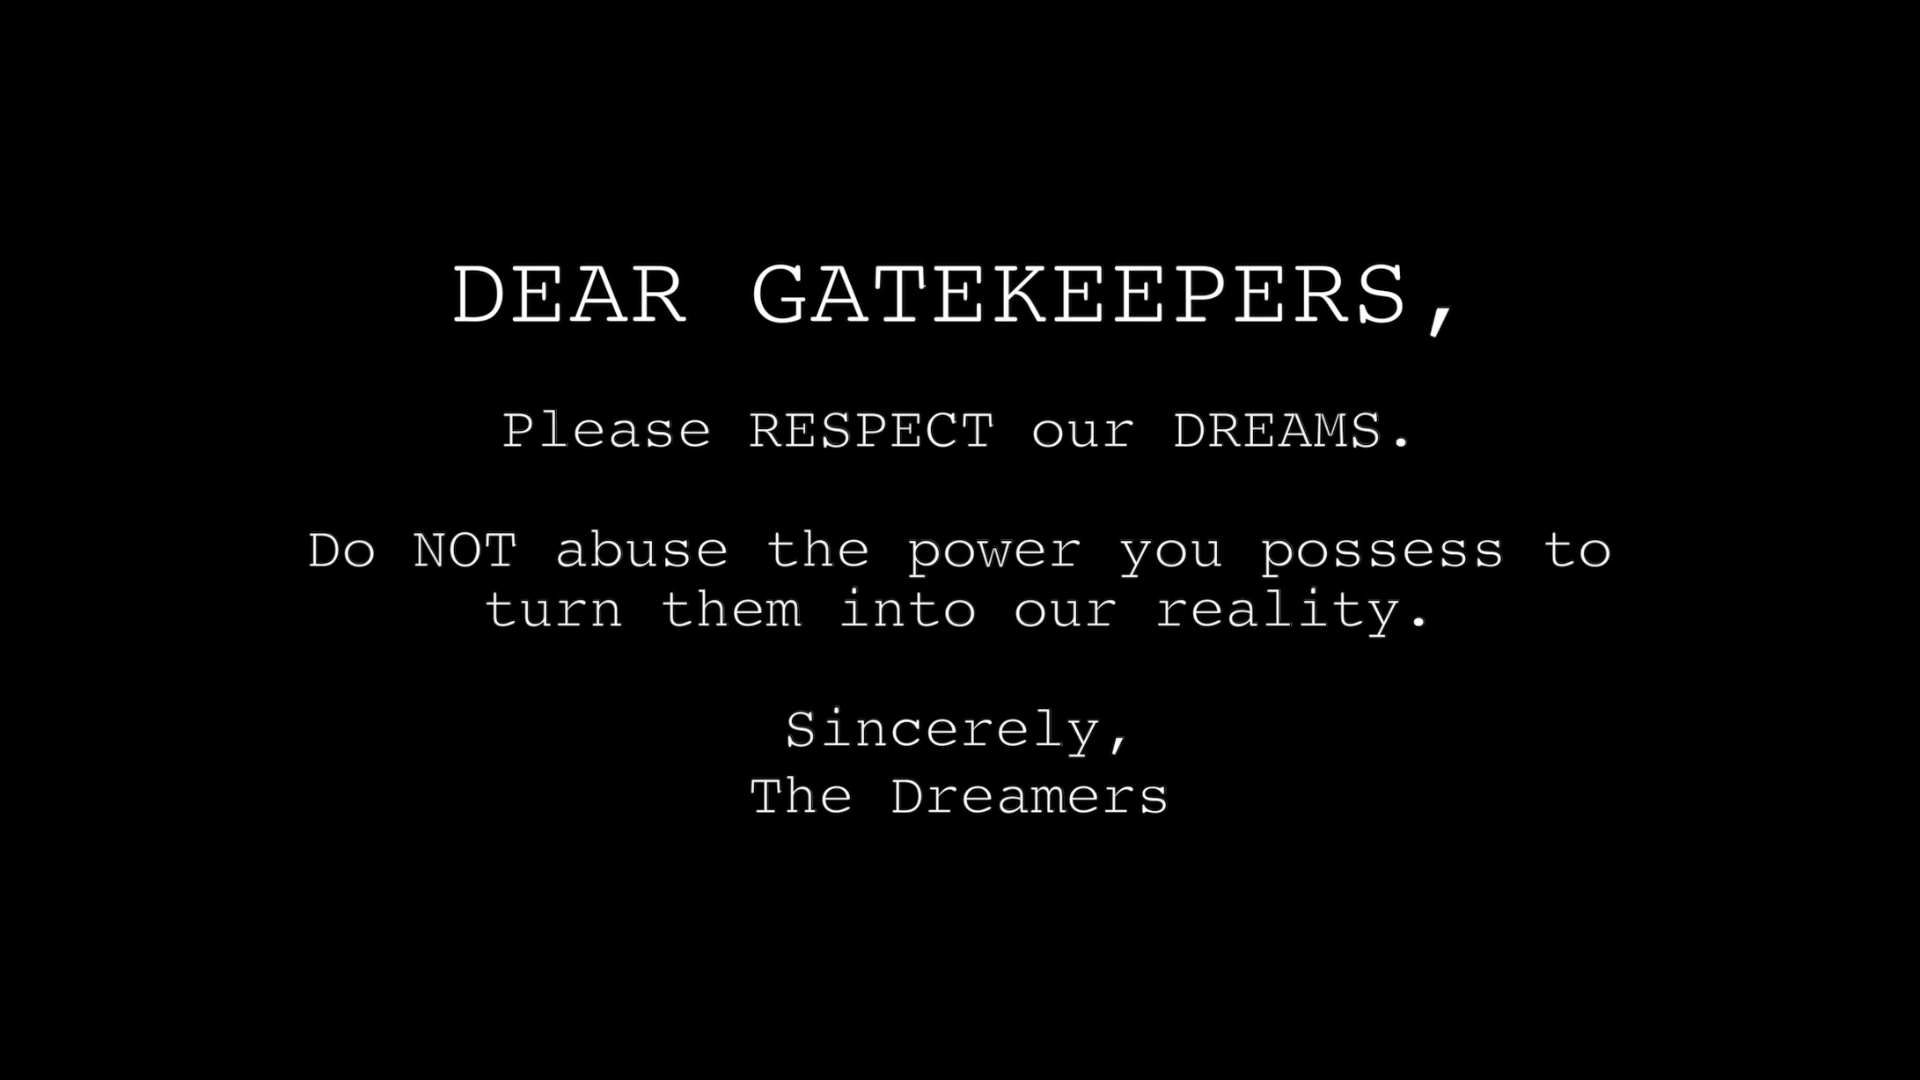 DEAR GATEKEEPERS,
Please RESPECT our DREAMS.
Do NOT abuse the power you possess to
turn them into our reality.
Sincerely,
The Dreamers